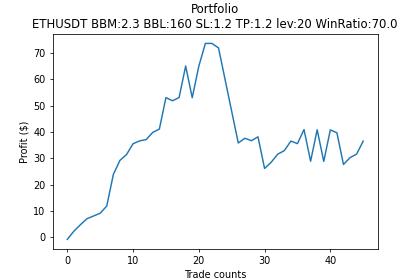 Portfolio
ETHUSDT BBM:2.3 BBL:160 SL:1.2 TP:1.2 lev:20 WinRatio:70.0
Profit ($)
70
60
50
40
30
20
10
0
0 10 20 30 40
Trade counts